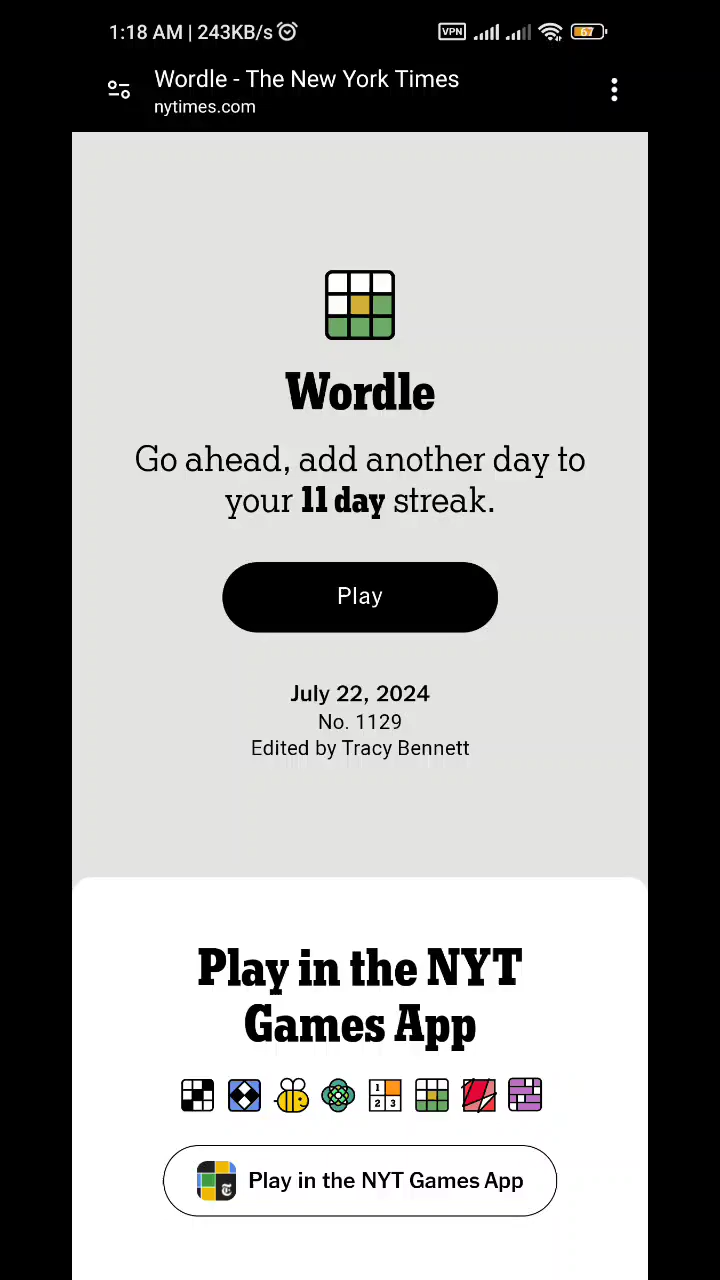 1:18 AM | 243KB/s VPN 67
Wordle - The New York Times
nytimes.com
Wordle
Go ahead, add another day to
your 11 day streak.
Play
July 22, 2024
No. 1129
Edited by Tracy Bennett
Play in the NYT
Games App
1
2 3
T Play in the NYT Games App